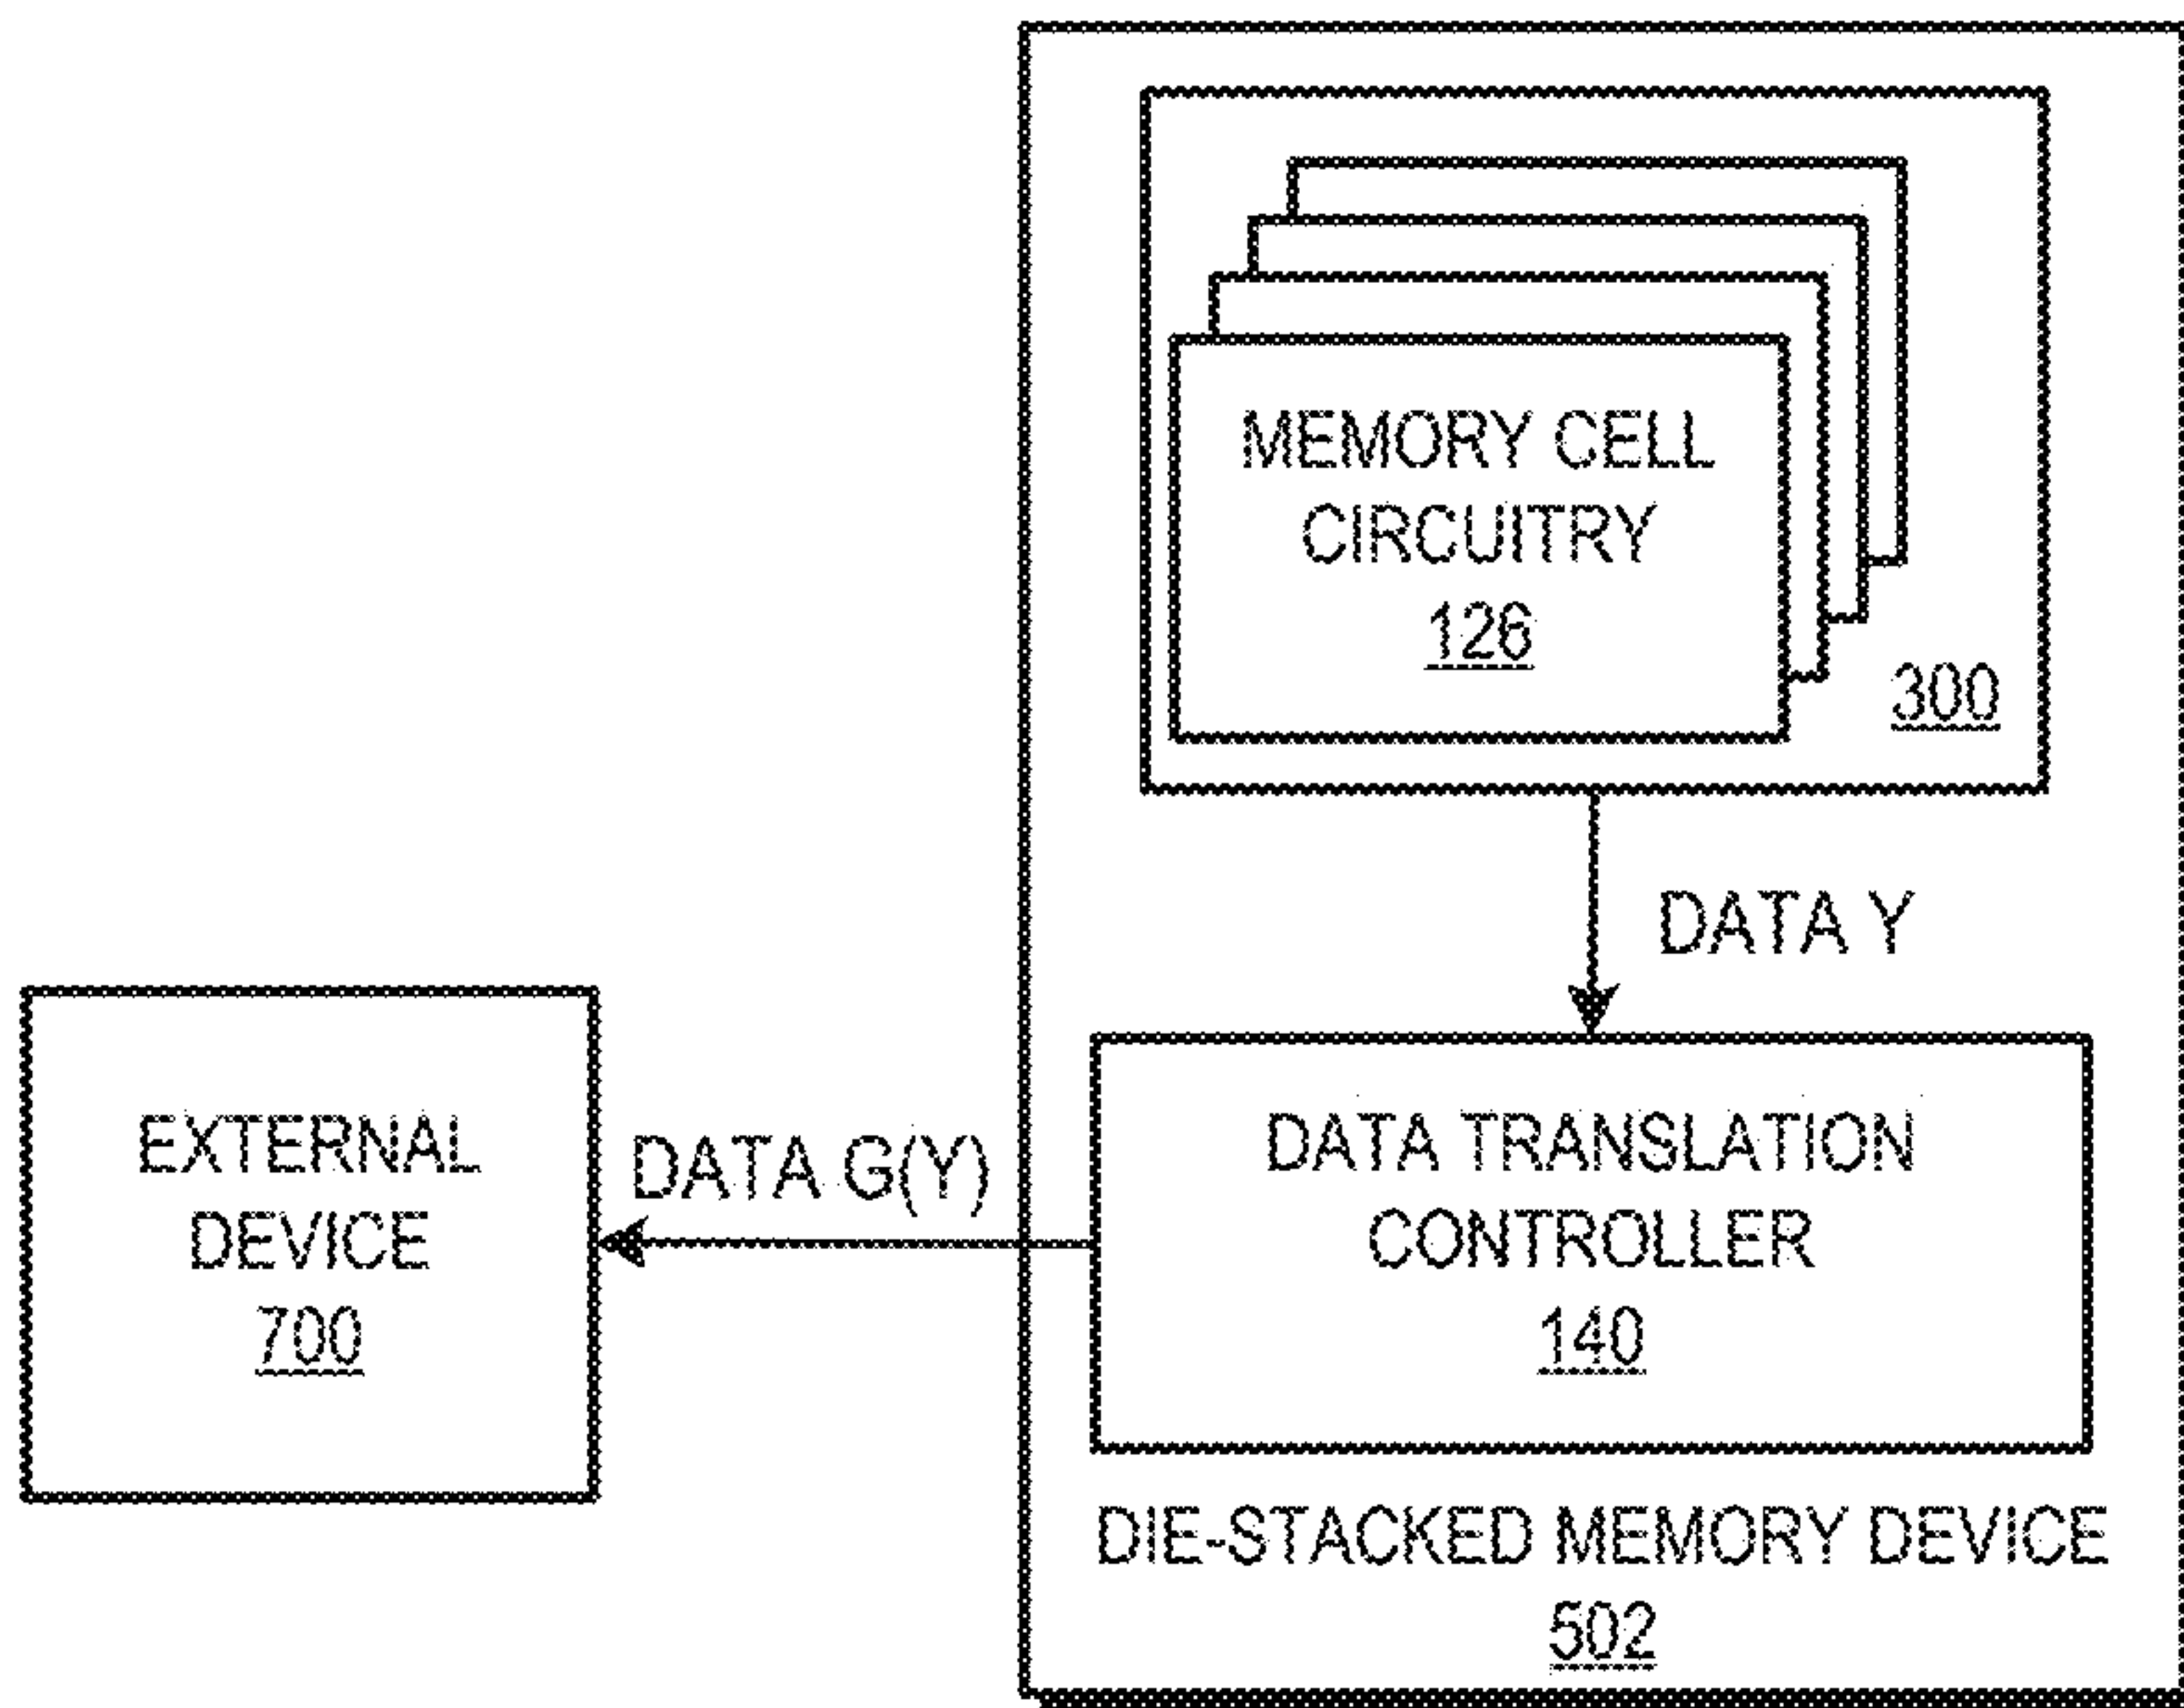 MEMORY CELL
CIRCUITRY
126
300
DATA Y
EXTERNAL
DEVICE
700
DATA G(Y)
DATA TRANSLATION
CONTROLLER
140
DIE-STACKED MEMORY DEVICE
502